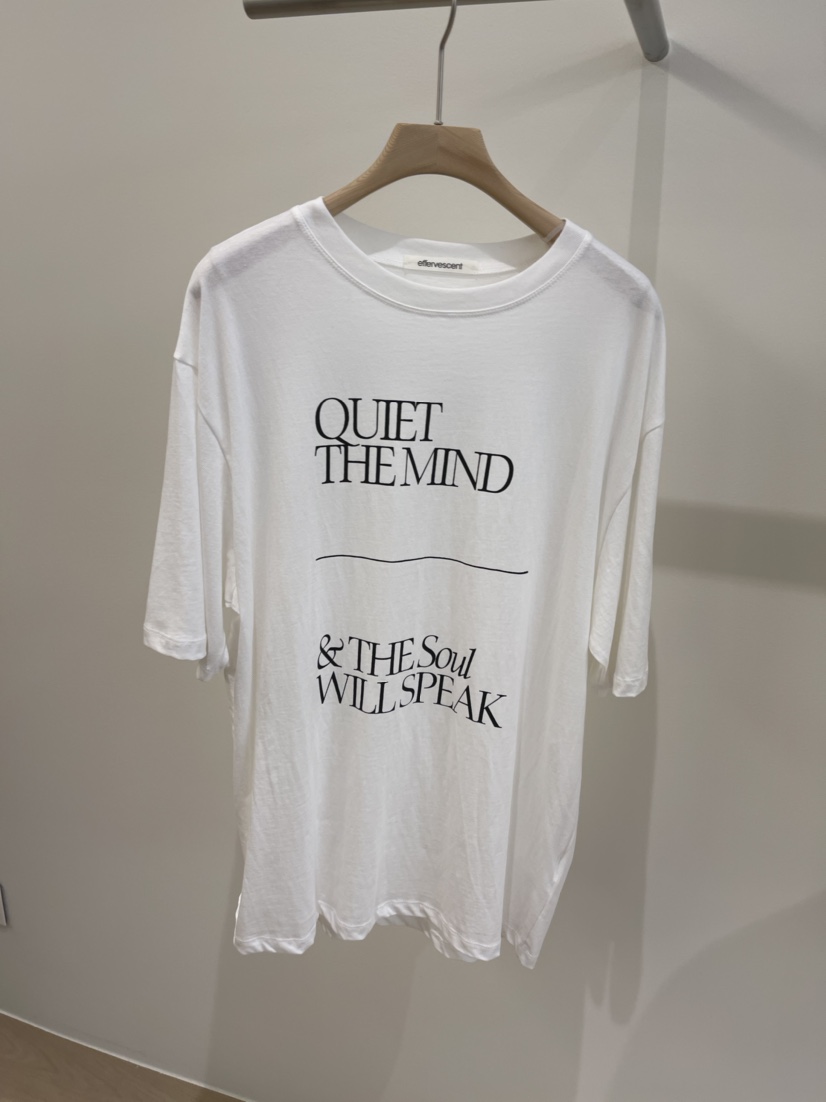 effervescent
QUIET
THE MIND
& THE Soul
WILL SPEAK